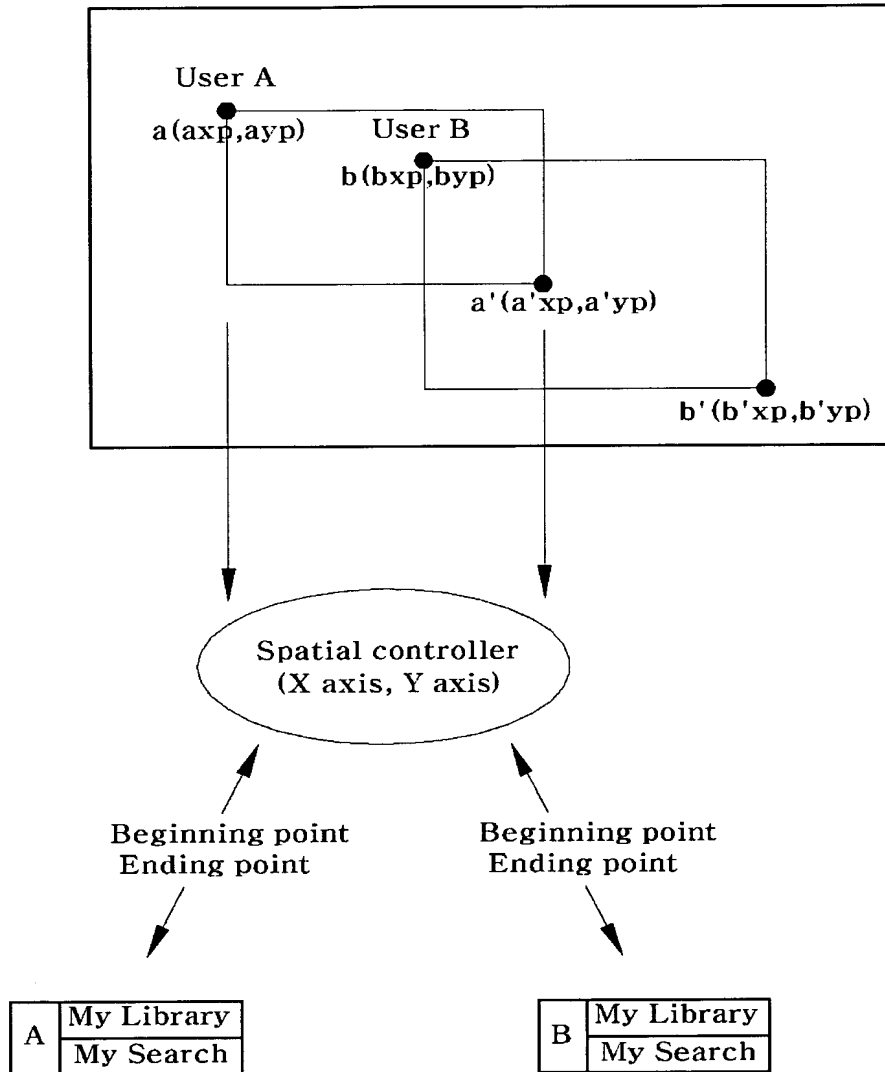 User A
a(axp,ayp)
User B
b(bxp,byp)
a'(a'xp,a'yp)
b'(b'xp,b'yp)
Spatial controller
(X axis, Y axis)
Beginning point
Ending point
Beginning point
Ending point
A
My Library
My Search
B
My Library
My Search